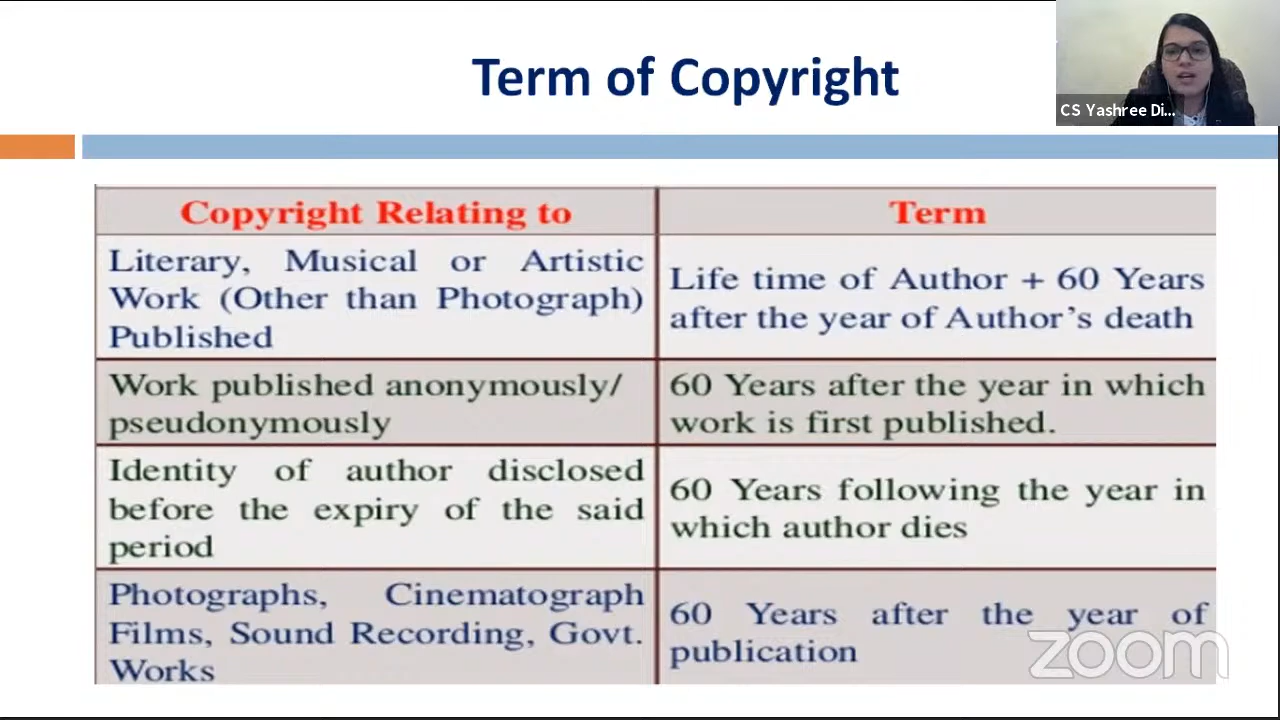 Term of Copyright
CS Yashree Di...
Copyright Relating to
Term
Literary, Musical or Artistic
Work (Other than Photograph)
Published
Life time of Author + 60 Years
after the year of Author's death
Work published anonymously/
pseudonymously
60 Years after the year in which
work is first published.
Identity of author disclosed
before the expiry of the said
period
60 Years following the year in
which author dies
Photographs, Cinematograph
Films, Sound Recording, Govt.
Works
60 Years after the year of
publication
zoom